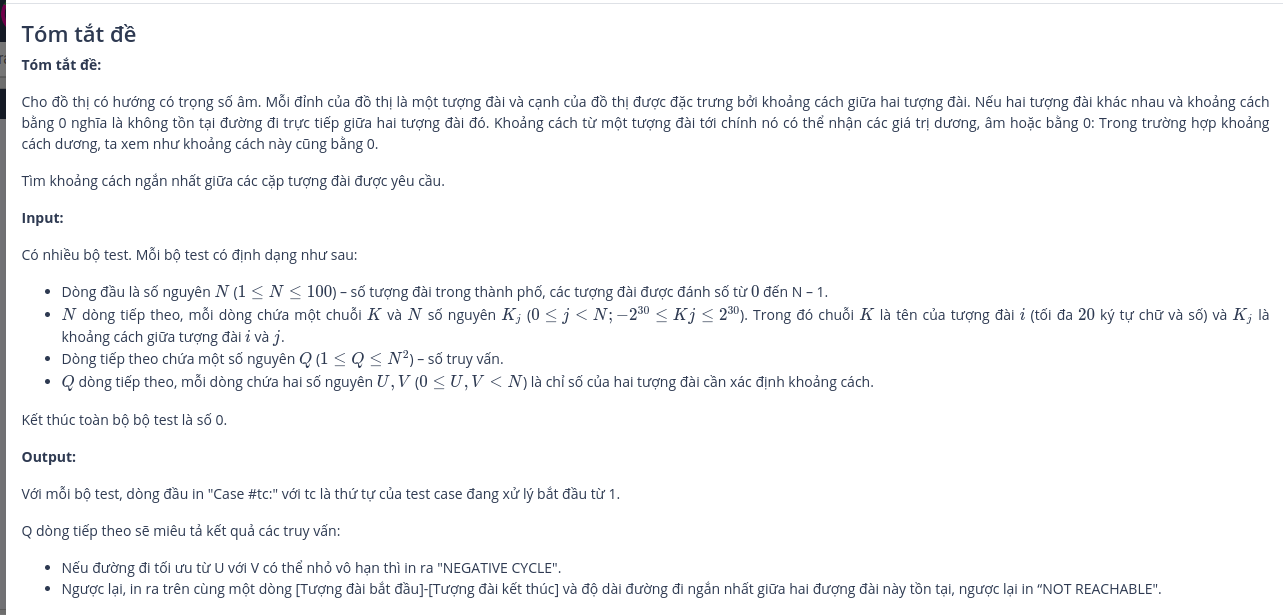 Tóm tắt đề
Tóm tắt đề:
Cho đồ thị có hướng có trọng số âm. Mỗi đỉnh của đồ thị là một tượng đài và cạnh của đồ thị được đặc trưng bởi khoảng cách giữa hai tượng đài. Nếu hai tượng đài khác nhau và khoảng cách
bằng 0 nghĩa là không tồn tại đường đi trực tiếp giữa hai tượng đài đó. Khoảng cách từ một tượng đài tới chính nó có thể nhận các giá trị dương, âm hoặc bằng 0: Trong trường hợp khoảng
cách dương, ta xem như khoảng cách này cũng bằng 0.
Tìm khoảng cách ngắn nhất giữa các cặp tượng đài được yêu cầu.
Input:
Có nhiều bộ test. Mỗi bộ test có định dạng như sau:
• Dòng đầu là số nguyên N (1 ≤ N ≤ 100) – số tượng đài trong thành phố, các tượng đài được đánh số từ 0 đến N – 1.
• N dòng tiếp theo, mỗi dòng chứa một chuỗi K và N số nguyên K_j (0 ≤ j < N; −2^30 ≤ Kj ≤ 2^30). Trong đó chuỗi K là tên của tượng đài i (tối đa 20 ký tự chữ và số) và K_j là
khoảng cách giữa tượng đài i và j.
• Dòng tiếp theo chứa một số nguyên Q (1 ≤ Q ≤ N^2) – số truy vấn.
• Q dòng tiếp theo, mỗi dòng chứa hai số nguyên U, V (0 ≤ U, V < N) là chỉ số của hai tượng đài cần xác định khoảng cách.
Kết thúc toàn bộ bộ test là số 0.
Output:
Với mỗi bộ test, dòng đầu in "Case #tc:" với tc là thứ tự của test case đang xử lý bắt đầu từ 1.
Q dòng tiếp theo sẽ miêu tả kết quả các truy vấn:
• Nếu đường đi tối ưu từ U với V có thể nhỏ vô hạn thì in ra "NEGATIVE CYCLE".
• Ngược lại, in ra trên cùng một dòng [Tượng đài bắt đầu]-[Tượng đài kết thúc] và độ dài đường đi ngắn nhất giữa hai đượng đài này tồn tại, ngược lại in “NOT REACHABLE".